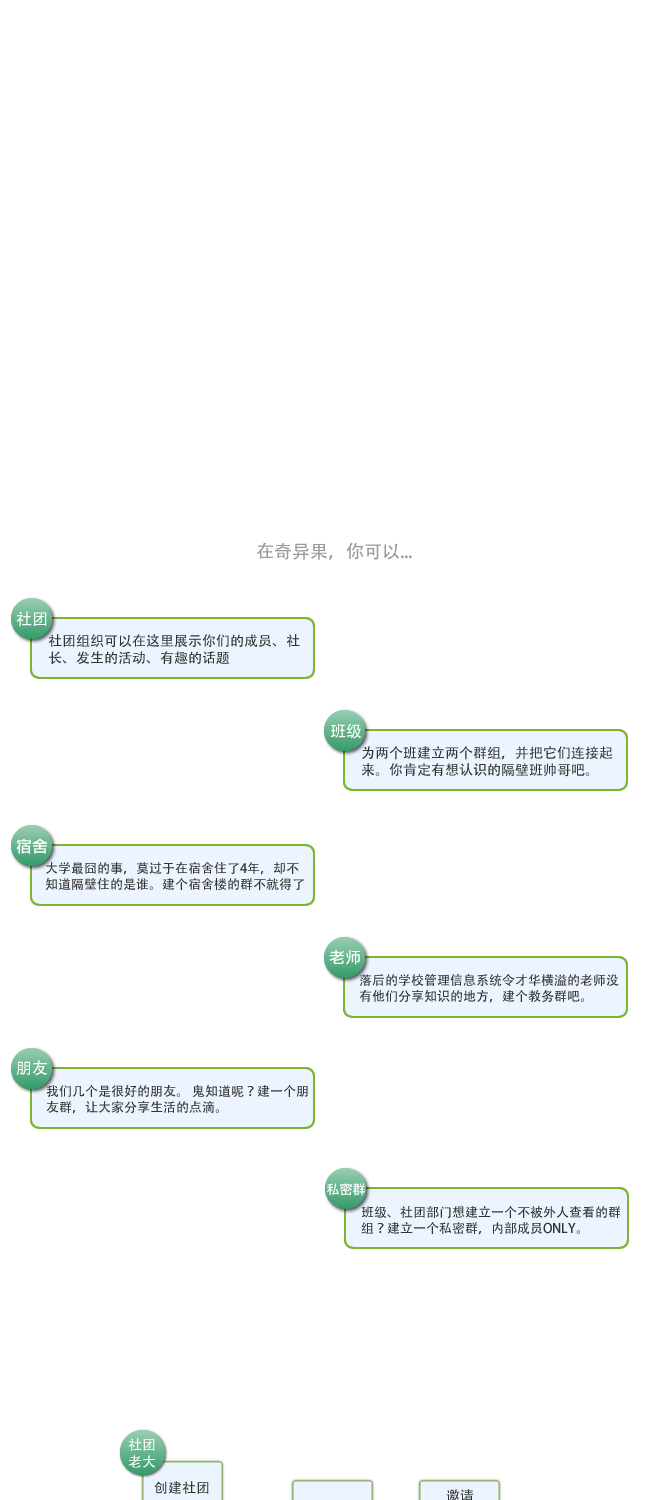 在奇异果，你可以...
社团
社团组织可以在这里展示你们的成员、社
长、发生的活动、有趣的话题
班级
为两个班建立两个群组，并把它们连接起
来。你肯定有想认识的隔壁班帅哥吧。
宿舍
大学最囧的事，莫过于在宿舍住了4年，却不
知道隔壁住的是谁。建个宿舍楼的群不就得了
老师
落后的学校管理信息系统令才华横溢的老师没
有他们分享知识的地方，建个教务群吧。
朋友
我们几个是很好的朋友。 鬼知道呢？建一个朋
友群，让大家分享生活的点滴。
私密群
班级、社团部门想建立一个不被外人查看的群
组？建立一个私密群，内部成员ONLY。
社团
老大
创建社团
邀请